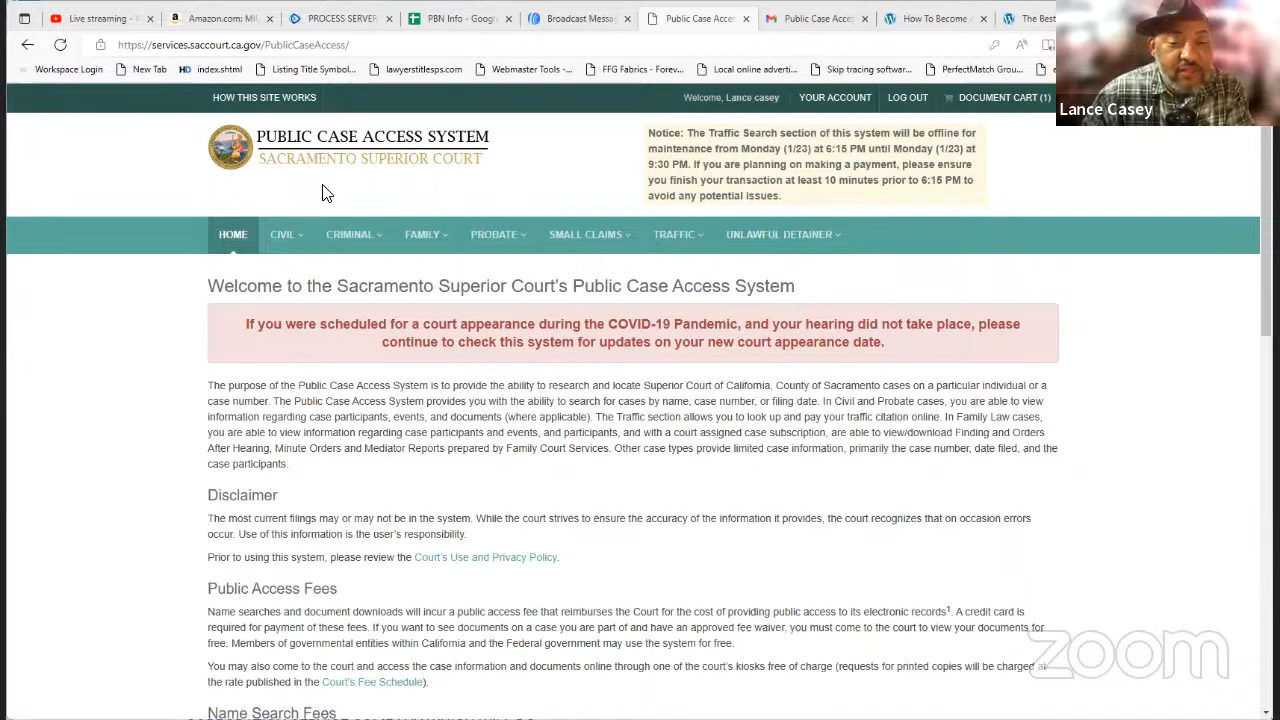 Live streaming -
Amazon.com: MIU
PROCESS SERVER
PBN Info - Goog
Broadcast Messag
Public Case Acces
Public Case Acces
How To Become A
The Best
https://services.saccourt.ca.gov/PublicCaseAccess/
Workspace Login
New Tab
HD index.shtml
Listing Title Symbol...
lawyerstitlesps.com
Webmaster Tools -...
FFG Fabrics - Forev...
Local online adverti...
Skip tracing softwar...
PerfectMatch Grou...
Lance Casey
HOW THIS SITE WORKS
Welcome, Lance casey
YOUR ACCOUNT
LOG OUT
DOCUMENT CART (1)
PUBLIC CASE ACCESS SYSTEM
SACRAMENTO SUPERIOR COURT
Notice: The Traffic Search section of this system will be offline for
maintenance from Monday (1/23) at 6:15 PM until Monday (1/23) at
9:30 PM. If you are planning on making a payment, please ensure
you finish your transaction at least 10 minutes prior to 6:15 PM to
avoid any potential issues.
HOME CIVIL CRIMINAL FAMILY PROBATE SMALL CLAIMS TRAFFIC UNLAWFUL DETAINER
Welcome to the Sacramento Superior Court's Public Case Access System
If you were scheduled for a court appearance during the COVID-19 Pandemic, and your hearing did not take place, please
continue to check this system for updates on your new court appearance date.
The purpose of the Public Case Access System is to provide the ability to research and locate Superior Court of California, County of Sacramento cases on a particular individual or a
case number. The Public Case Access System provides you with the ability to search for cases by name, case number, or filing date. In Civil and Probate cases, you are able to view
information regarding case participants, events, and documents (where applicable). The Traffic section allows you to look up and pay your traffic citation online. In Family Law cases,
you are able to view information regarding case participants and events, and participants, and with a court assigned case subscription, are able to view/download Finding and Orders
After Hearing, Minute Orders and Mediator Reports prepared by Family Court Services. Other case types provide limited case information, primarily the case number, date filed, and the
case participants.
Disclaimer
The most current filings may or may not be in the system. While the court strives to ensure the accuracy of the information it provides, the court recognizes that on occasion errors
occur. Use of this information is the user's responsibility.
Prior to using this system, please review the Court's Use and Privacy Policy.
Public Access Fees
Name searches and document downloads will incur a public access fee that reimburses the Court for the cost of providing public access to its electronic records¹. A credit card is
required for payment of these fees. If you want to see documents on a case you are part of and have an approved fee waiver, you must come to the court to view your documents for
free. Members of governmental entities within California and the Federal government may use the system for free.
You may also come to the court and access the case information and documents online through one of the court's kiosks free of charge (requests for printed copies will be charged at
the rate published in the Court's Fee Schedule).
Name Search Fees
zoom